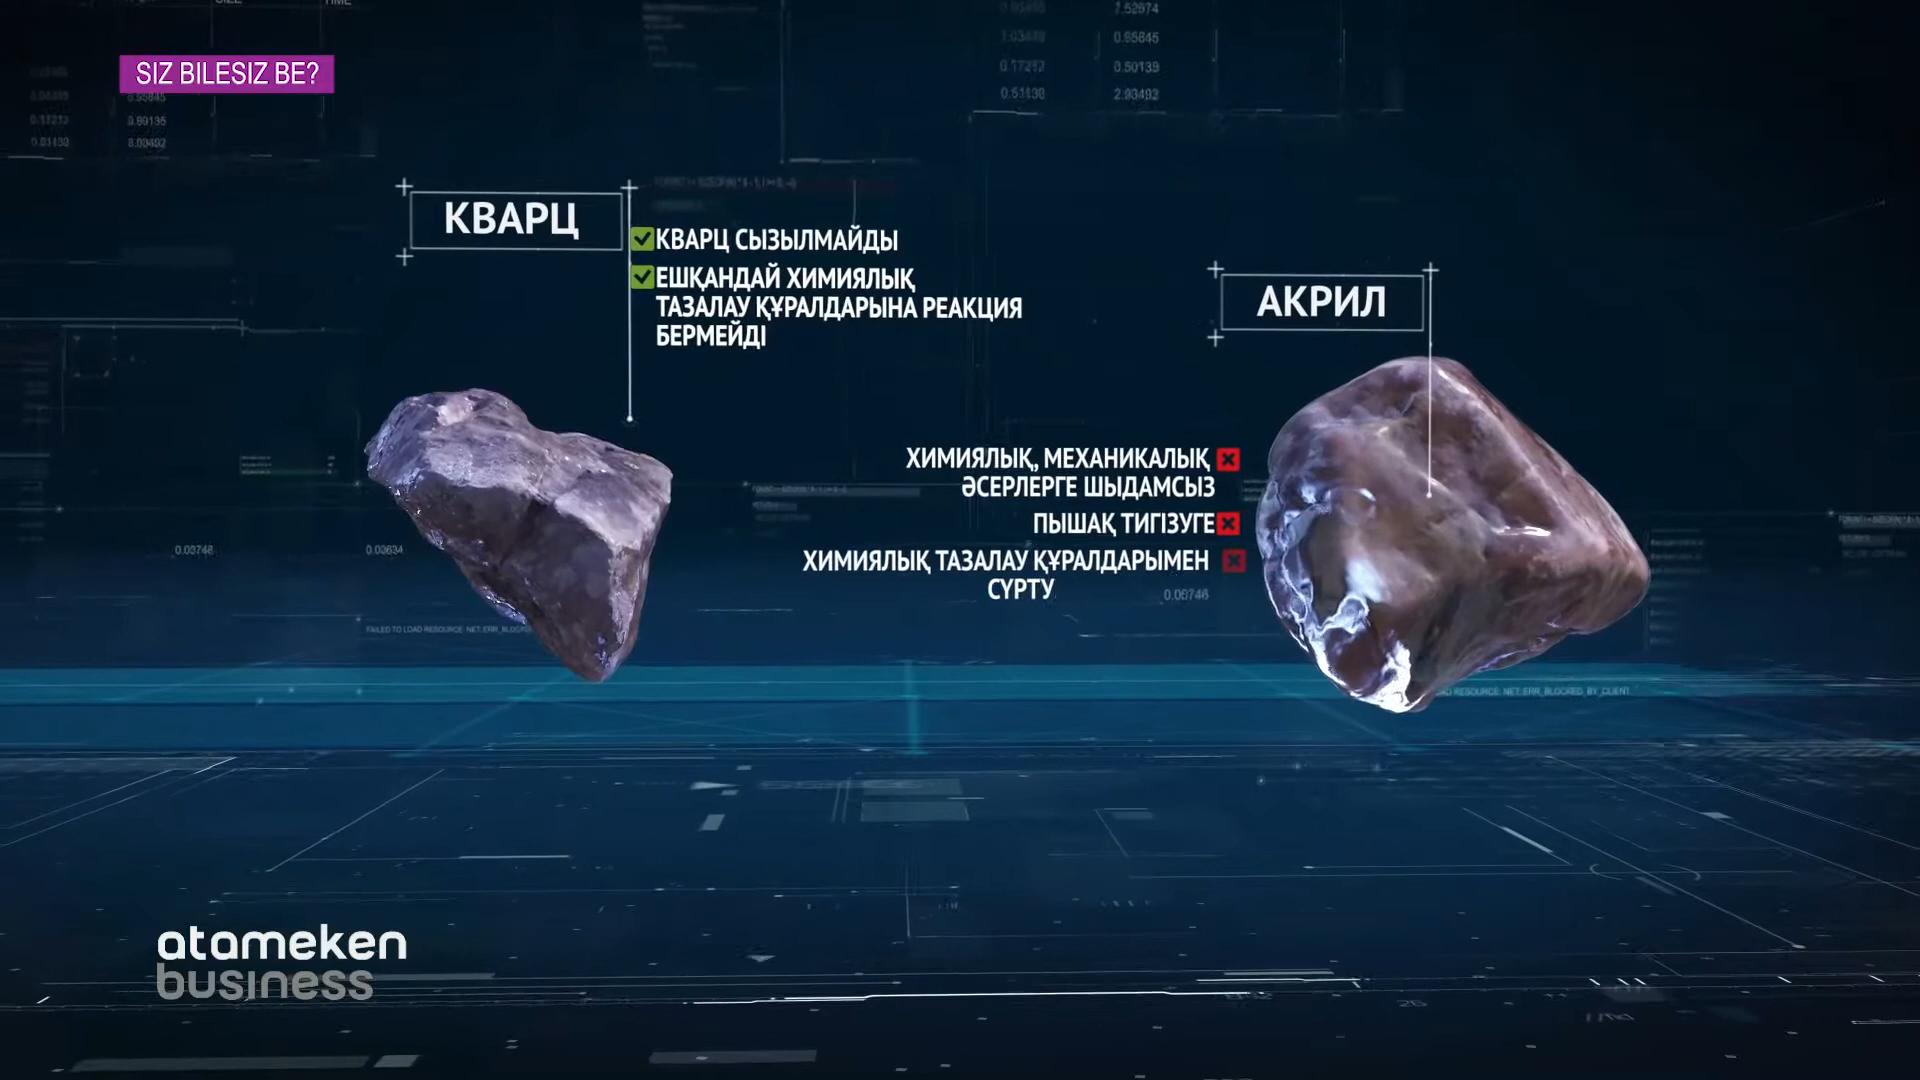 SIZ BILESIZ BE?
КВАРЦ
КВАРЦ СЫЗЫЛМАЙДЫ
ЕШҚАНДАЙ ХИМИЯЛЫҚ
ТАЗАЛАУ ҚҰРАЛДАРЫНА РЕАКЦИЯ
БЕРМЕЙДІ
АКРИЛ
ХИМИЯЛЫҚ, МЕХАНИКАЛЫҚ
ӘСЕРЛЕРГЕ ШЫДАМСЫЗ
ПЫШАҚ ТИГІЗУГЕ
ХИМИЯЛЫҚ ТАЗАЛАУ ҚҰРАЛДАРЫМЕН
СҮРТУ
atameken
business